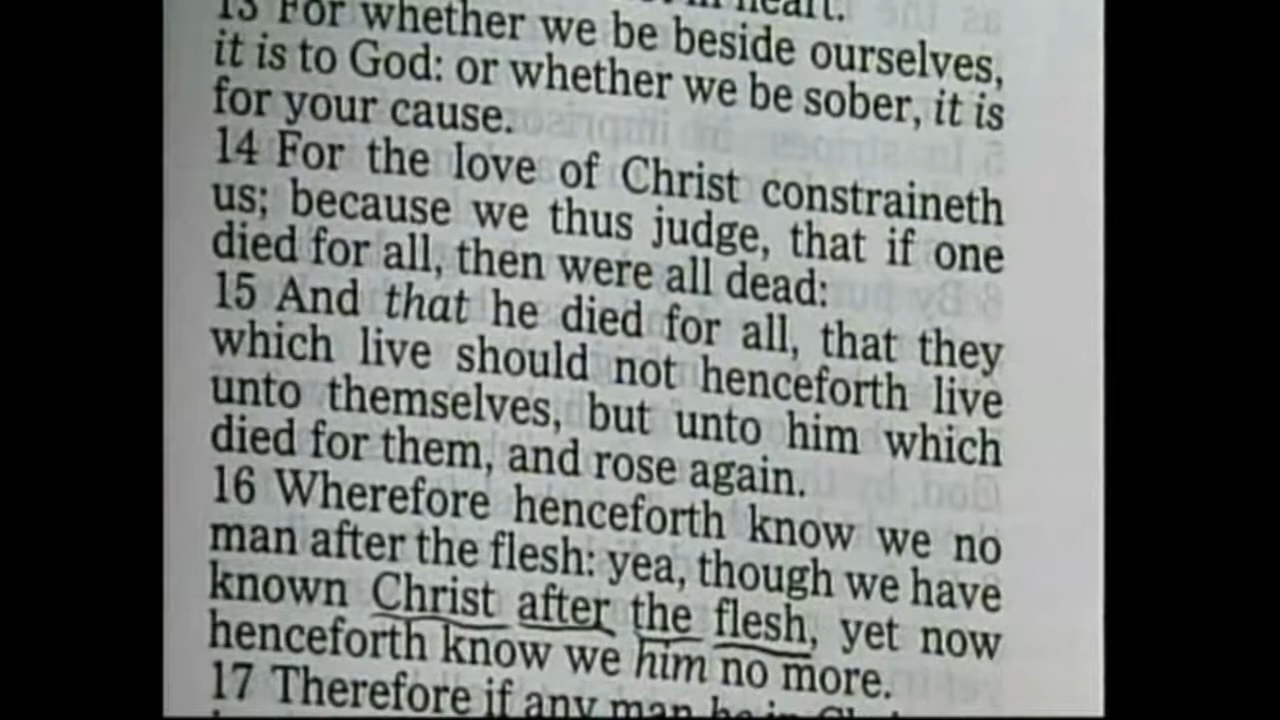 in heart.
13 For whether we be beside ourselves,
it is to God: or whether we be sober, it is
for your cause.
14 For the love of Christ constraineth
us; because we thus judge, that if one
died for all, then were all dead:
15 And that he died for all, that they
which live should not henceforth live
unto themselves, but unto him which
died for them, and rose again.
16 Wherefore henceforth know we no
man after the flesh: yea, though we have
known Christ after the flesh, yet now
henceforth know we him no more.
17 Therefore if any man be in